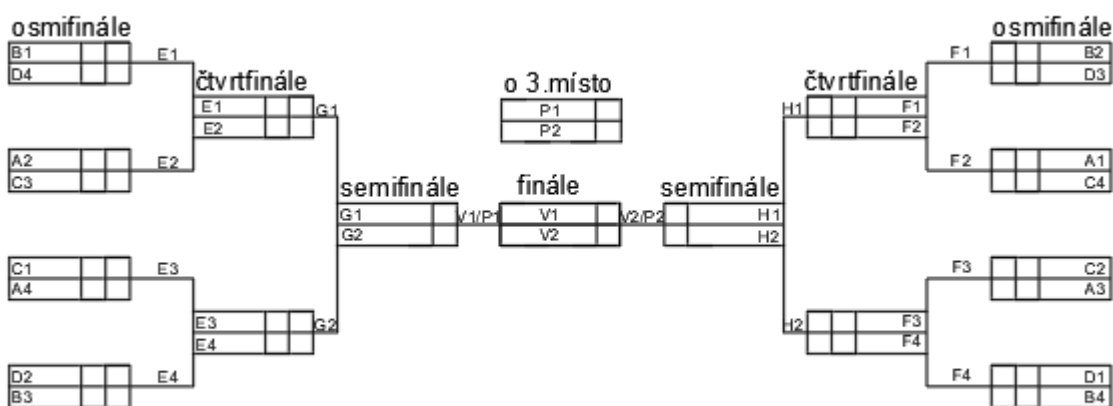 osmifinále
B1
D4
E1
A2
C3
E2
C1
A4
E3
D2
B3
E4
čtvrtfinále
E1
E2
G1
E3
E4
G2
semifinále
G1
G2
V1/P1
o 3.místo
P1
P2
finále
V1
V2
V2/P2
semifinále
H1
H2
čtvrtfinále
H1
F1
F2
H2
F3
F4
osmifinále
F1
B2
D3
F2
A1
C4
F3
C2
A3
F4
D1
B4